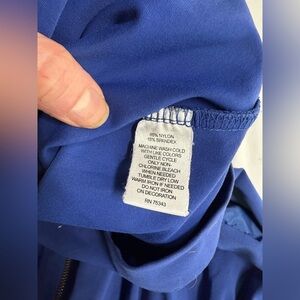 85% NYLON
15% SPANDEX
MACHINE WASH COLD
WITH LIKE COLORS
GENTLE CYCLE
ONLY NON-
CHLORINE BLEACH
WHEN NEEDED
TUMBLE DRY LOW
WARM IRON IF NEEDED
DO NOT IRON
ON DECORATION
RN 75343